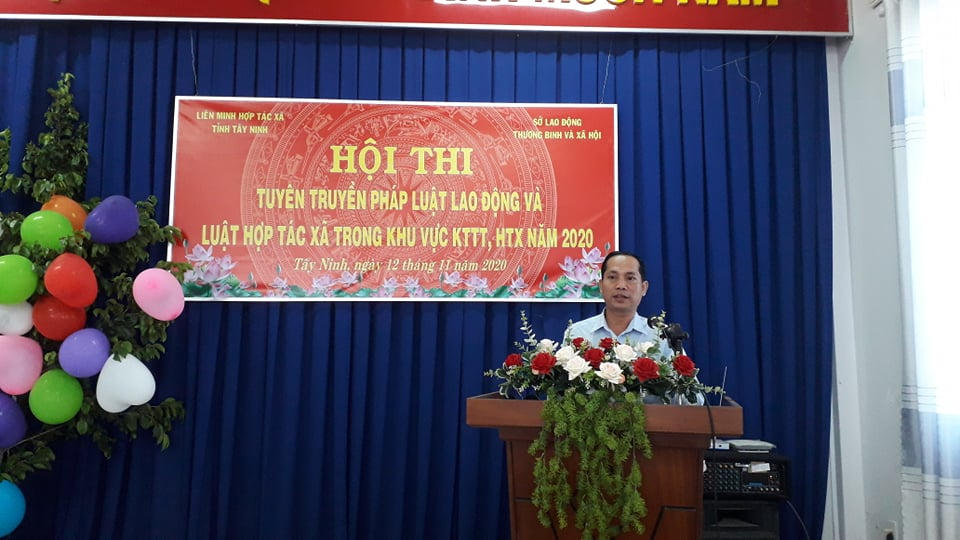 MUÔN NĂM
LIÊN MINH HỢP TÁC XÃ
TỈNH TÂY NINH
SỞ LAO ĐỘNG
THƯƠNG BINH VÀ XÃ HỘI
HỘI THI
TUYÊN TRUYỀN PHÁP LUẬT LAO ĐỘNG VÀ
LUẬT HỢP TÁC XÃ TRONG KHU VỰC KTTT, HTX NĂM 2020
Tây Ninh, ngày 12 tháng 11 năm 2020